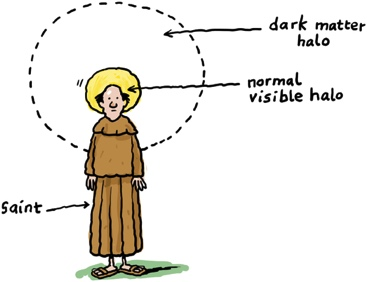 dark matter
halo
normal
visible halo
Saint